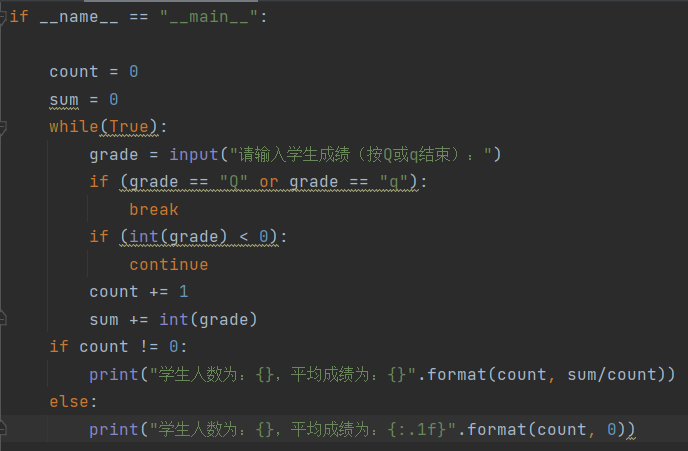 if __name__ == "__main__":
count = 0
sum = 0
while(True):
grade = input("请输入学生成绩（按Q或q结束）：")
if (grade == "Q" or grade == "q"):
break
if (int(grade) < 0):
continue
count += 1
sum += int(grade)
if count != 0:
print("学生人数为：{}，平均成绩为：{}".format(count, sum/count))
else:
print("学生人数为：{}，平均成绩为：{:.1f}".format(count, 0))